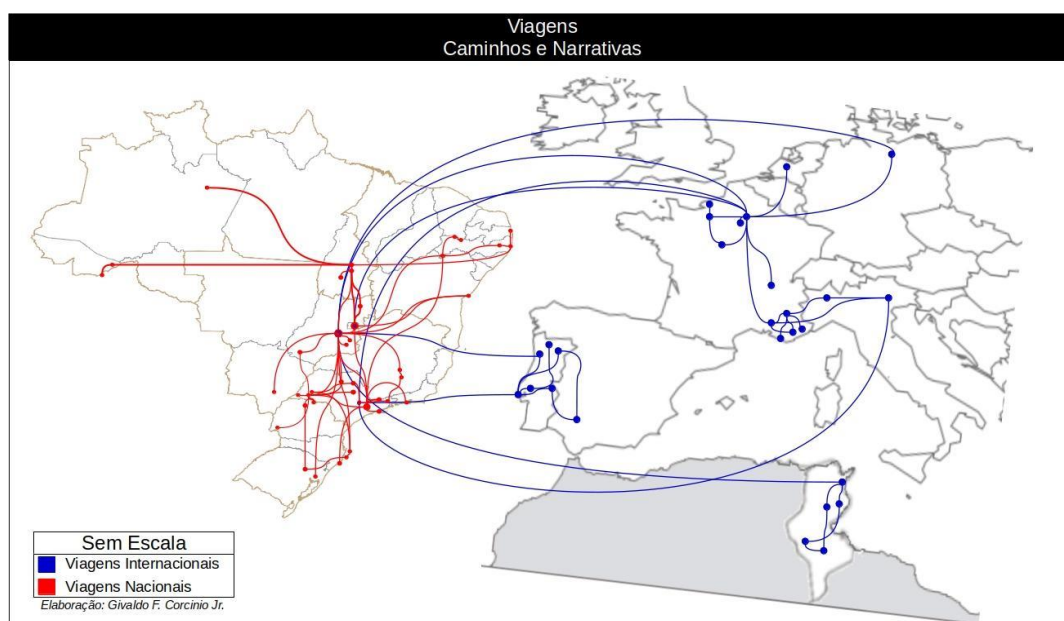 Viagens
Caminhos e Narrativas
Sem Escala
Viagens Internacionais
Viagens Nacionais
Elaboração: Givaldo F. Corcinio Jr.